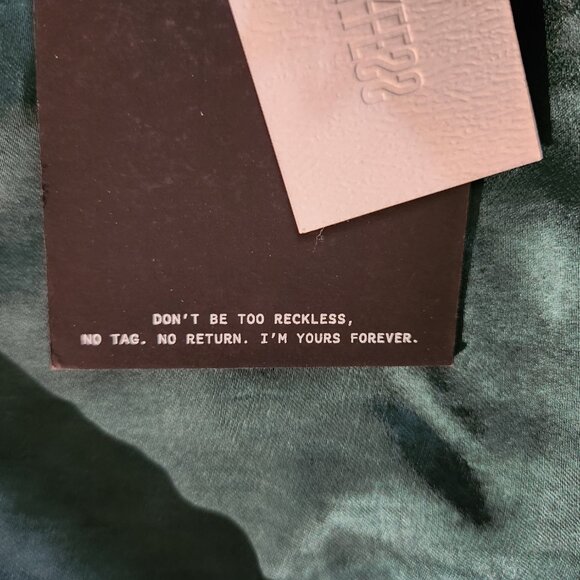 DON'T BE TOO RECKLESS,
NO TAG. NO RETURN. I'M YOURS FOREVER.